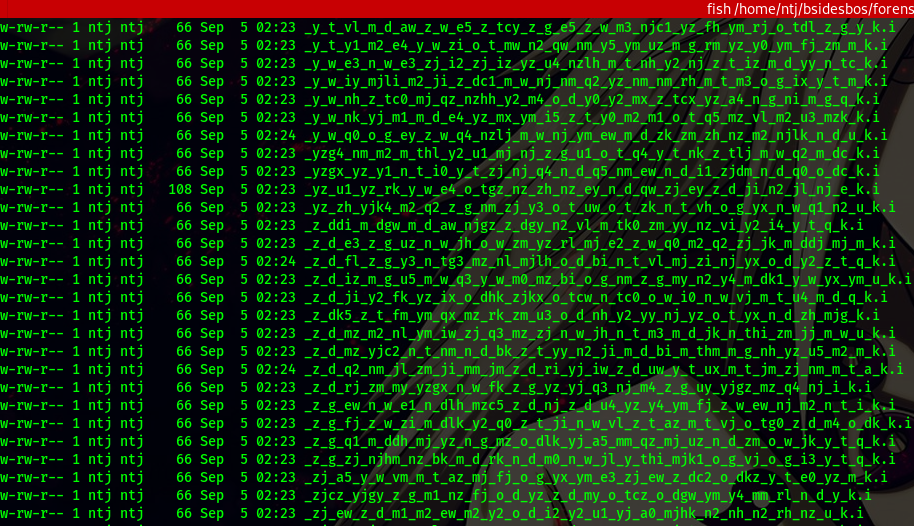 fish /home/ntj/bsidesbos/forens
w-rw-r-- 1 ntj ntj    66 Sep  5 02:23 _y_t_vl_m_d_aw_z_w_e5_z_tcy_z_g_e5_z_w_m3_njc1_yz_fh_ym_rj_o_tdl_z_g_y_k.i
w-rw-r-- 1 ntj ntj    66 Sep  5 02:23 _y_t_y1_m2_e4_y_w_zi_o_t_mw_n2_qw_nm_y5_ym_uz_m_g_rm_yz_y0_ym_fj_zm_m_k.i
w-rw-r-- 1 ntj ntj    66 Sep  5 02:23 _y_w_e3_n_w_e3_zj_i2_zj_iz_yz_u4_nzlh_m_t_nh_y2_nj_z_t_iz_m_d_yy_n_tc_k.i
w-rw-r-- 1 ntj ntj    66 Sep  5 02:23 _y_w_iy_mjli_m2_ji_z_dc1_m_w_nj_nm_q2_yz_nm_nm_rh_m_t_m3_o_g_ix_y_t_m_k.i
w-rw-r-- 1 ntj ntj    66 Sep  5 02:23 _y_w_nh_z_tc0_mj_qz_nzhh_y2_m4_o_d_y0_y2_mx_z_tcx_yz_a4_n_g_ni_m_g_q_k.i
w-rw-r-- 1 ntj ntj    66 Sep  5 02:23 _y_w_nk_yj_m1_m_d_e4_yz_mx_ym_i5_z_t_y0_m2_m1_o_t_q5_mz_vl_m2_u3_mzk_k.i
w-rw-r-- 1 ntj ntj    66 Sep  5 02:24 _y_w_q0_o_g_ey_z_w_q4_nzlj_m_w_nj_ym_ew_m_d_zk_zm_zh_nz_m2_njlk_n_d_i_k.i
w-rw-r-- 1 ntj ntj    66 Sep  5 02:23 _yzg4_nm_m2_m_thl_y2_u1_mj_nj_z_g_u1_o_t_q4_y_t_nk_z_tlj_m_w_q2_m_dc_k.i
w-rw-r-- 1 ntj ntj    66 Sep  5 02:23 _yzgx_yz_y1_n_t_i0_y_j_zj_nj_q4_n_d_q5_nm_ew_n_d_i1_zjdm_n_d_q0_o_dc_k.i
w-rw-r-- 1 ntj ntj   108 Sep  5 02:23 _yz_u1_yz_rk_y_w_e4_o_tgz_nz_zh_nz_ey_n_d_qw_zj_ey_z_d_ji_n2_jl_nj_e_k.i
w-rw-r-- 1 ntj ntj    66 Sep  5 02:23 _yz_zh_yjk4_m2_q2_z_g_nm_zj_y3_o_t_uw_o_t_zk_n_t_vh_o_g_yx_n_w_q1_n2_u_k.i
w-rw-r-- 1 ntj ntj    66 Sep  5 02:23 _z_ddi_m_dgw_m_d_aw_njgz_z_dgy_n2_vl_m_tk0_zm_yy_nz_vi_y2_i4_y_t_q_k.i
w-rw-r-- 1 ntj ntj    66 Sep  5 02:23 _z_d_e3_z_g_uz_n_w_jh_o_w_zm_yz_rl_mj_e2_z_w_q0_m2_q2_zj_jk_m_ddj_mj_m_k.i
w-rw-r-- 1 ntj ntj    66 Sep  5 02:24 _z_d_fl_z_g_y3_n_tg3_mz_nl_mjlh_o_d_bi_n_t_vl_mj_zi_nj_yx_o_d_y2_z_t_q_k.i
w-rw-r-- 1 ntj ntj    66 Sep  5 02:23 _z_d_iz_m_g_u5_m_w_q3_y_w_m0_mz_bi_o_g_nm_z_g_my_n2_y4_m_dk1_y_w_yx_ym_u_k.i
w-rw-r-- 1 ntj ntj    66 Sep  5 02:23 _z_d_ji_y2_fk_yz_ix_o_dhk_zjkx_o_tcw_n_tc0_o_w_i0_n_w_vj_m_t_u4_m_d_q_k.i
w-rw-r-- 1 ntj ntj    66 Sep  5 02:23 _z_dk5_z_t_fm_ym_qx_mz_rk_zm_u3_o_d_nh_y2_yy_nj_yz_o_t_yx_n_d_zh_mjg_k.i
w-rw-r-- 1 ntj ntj    66 Sep  5 02:23 _z_d_mz_m2_nl_ym_iz_zj_q3_mz_zj_n_w_jh_n_t_m3_m_d_jk_n_thi_zm_jj_m_w_u_k.i
w-rw-r-- 1 ntj ntj    66 Sep  5 02:23 _z_d_mz_yjc2_n_t_nm_n_d_bk_z_t_yy_n2_ji_m_d_bi_m_thm_m_g_nh_yz_u5_m2_m_k.i
w-rw-r-- 1 ntj ntj    66 Sep  5 02:24 _z_d_q2_nm_jl_zm_ji_mm_jm_z_d_ri_yj_iw_z_d_uw_y_t_ux_m_t_jm_zj_nm_m_t_a_k.i
w-rw-r-- 1 ntj ntj    66 Sep  5 02:23 _z_d_rj_zm_my_yzgx_n_w_fk_z_g_yz_yj_q3_nj_m4_z_g_uy_yjgz_mz_q4_nj_i_k.i
w-rw-r-- 1 ntj ntj    66 Sep  5 02:23 _z_g_ew_n_w_ei_n_dlh_mzc5_z_d_nj_z_d_u4_yz_y4_ym_fj_z_w_ew_nj_m2_n_t_i_k.i
w-rw-r-- 1 ntj ntj    66 Sep  5 02:23 _z_g_fj_z_w_zi_m_dlk_y2_q0_z_t_ji_n_w_vl_z_t_az_m_t_vj_o_tg0_z_d_m4_o_dk_k.i
w-rw-r-- 1 ntj ntj    66 Sep  5 02:23 _z_g_q1_m_ddh_mj_yz_n_g_mz_o_dlk_yj_a5_mm_qz_mj_uz_n_d_zm_o_w_jk_y_t_q_k.i
w-rw-r-- 1 ntj ntj    66 Sep  5 02:23 _z_g_zj_njhm_nz_bk_m_d_rk_n_d_m0_n_w_jl_y_thi_mjk1_o_g_vj_o_g_i3_y_t_q_k.i
w-rw-r-- 1 ntj ntj    66 Sep  5 02:23 _zj_a5_y_w_vm_m_t_az_mj_fj_o_g_yx_ym_e3_zj_ew_z_dc2_o_dkz_y_t_e0_yz_m_k.i
w-rw-r-- 1 ntj ntj    66 Sep  5 02:23 _zjcz_yjgy_z_g_m1_nz_fj_o_d_yz_z_d_my_o_tcz_o_dgw_ym_y4_mm_rl_n_d_y_k.i
w-rw-r-- 1 ntj ntj    66 Sep  5 02:23 _zj_ew_z_d_m1_m2_ew_m2_y2_o_d_i2_y2_u1_yj_a0_mjhk_n2_nh_n2_rh_nz_u_k.i